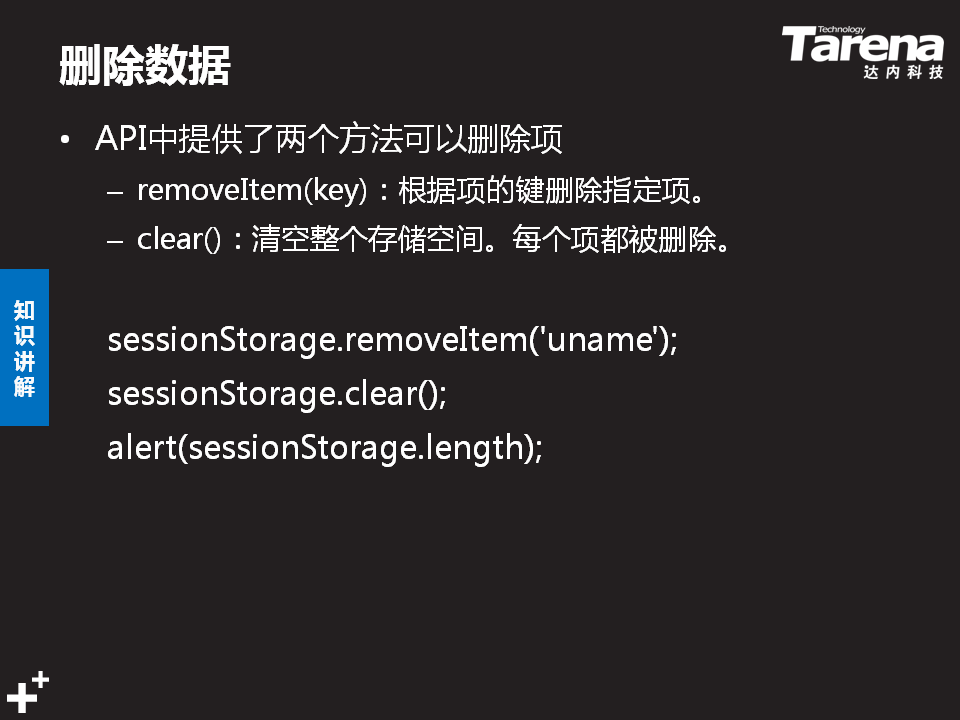 删除数据
Technology
Tarena
达内科技
• API中提供了两个方法可以删除项
– removeItem(key)：根据项的键删除指定项。
– clear()：清空整个存储空间。每个项都被删除。
知识讲解
sessionStorage.removeItem('uname');
sessionStorage.clear();
alert(sessionStorage.length);